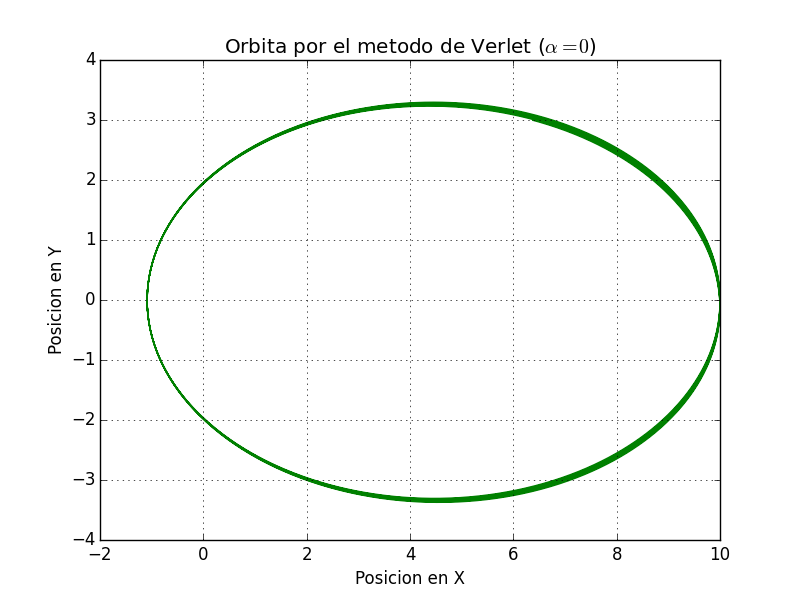 Orbita por el metodo de Verlet (α = 0)
4
3
2
1
0
−1
−2
−3
−4
Posicion en Y
−2 0 2 4 6 8 10
Posicion en X